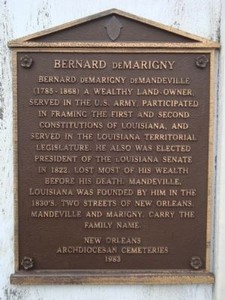 BERNARD DEMARIGNY
BERNARD DEMARIGNY DEMANDEVILLE
(1785-1868) A WEALTHY LAND-OWNER,
SERVED IN THE U.S. ARMY, PARTICIPATED
IN FRAMING THE FIRST AND SECOND
CONSTITUTIONS OF LOUISIANA, AND
SERVED IN THE LOUISIANA TERRITORIAL
LEGISLATURE. HE ALSO WAS ELECTED
PRESIDENT OF THE LOUISIANA SENATE
IN 1822. LOST MOST OF HIS WEALTH
BEFORE HIS DEATH. MANDEVILLE,
LOUISIANA WAS FOUNDED BY HIM IN THE
1830'S. TWO STREETS OF NEW ORLEANS,
MANDEVILLE AND MARIGNY, CARRY THE
FAMILY NAME.
NEW ORLEANS
ARCHDIOCESAN CEMETERIES
1983